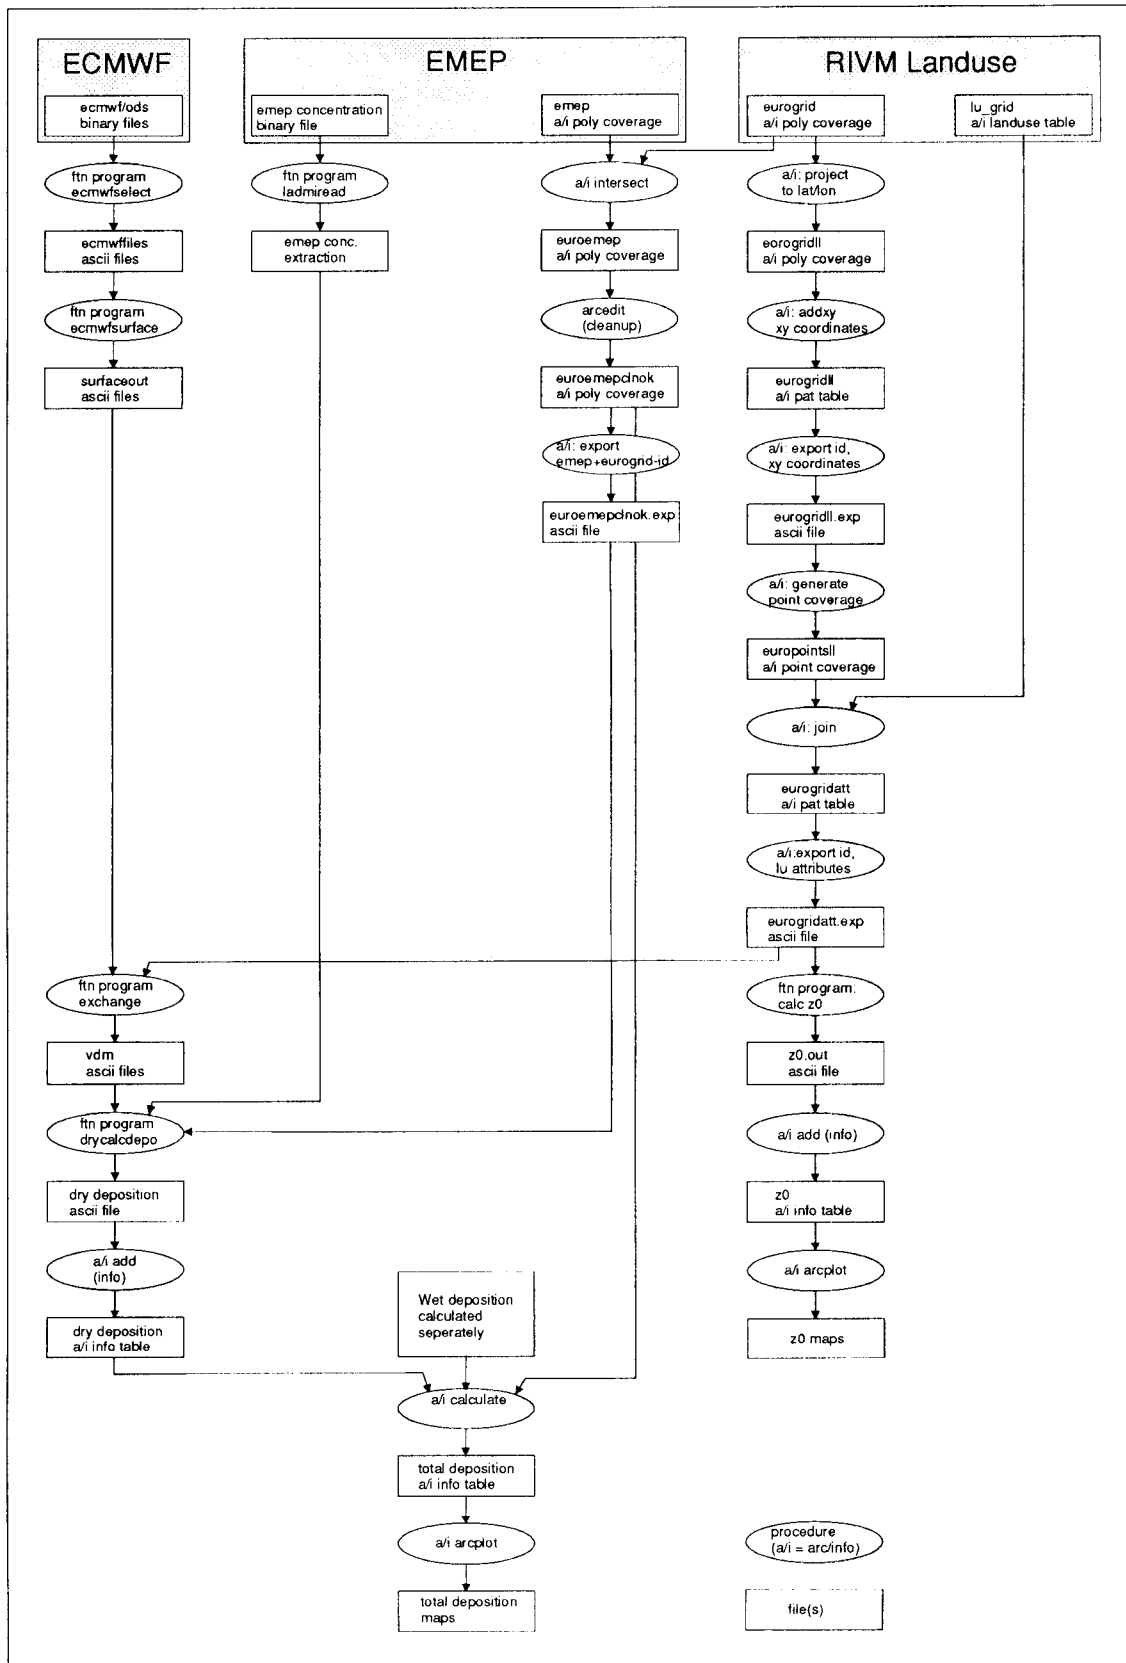 ECMWF
EMEP
RIVM Landuse
ecmwf/ods
binary files
emep concentration
binary file
emep
a/i poly coverage
eurogrid
a/i poly coverage
lu_grid
a/i landuse table
ftn program
ecmwfselect
ftn program
ladmiread
a/i intersect
a/i: project
to lat/lon
ecmwffiles
ascii files
emep conc.
extraction
euroemep
a/i poly coverage
eorogridll
a/i poly coverage
ftn program
ecmwfsurface
arcedit
(cleanup)
a/i: addxy
xy coordinates
surfaceout
ascii files
euroemepclnok
a/i poly coverage
eurogridll
a/i pat table
a/i: export
emep+eurogrid-id
a/i: export id,
xy coordinates
euroemepclnok.exp
ascii file
eurogridll.exp
ascii file
a/i: generate
point coverage
europointsll
a/i point coverage
a/i: join
eurogridatt
a/i pat table
a/i:export id,
lu attributes
eurogridatt.exp
ascii file
ftn program
exchange
ftn program:
calc z0
vdm
ascii files
z0.out
ascii file
ftn program
drycalcdepo
a/i add (info)
dry deposition
ascii file
z0
a/i info table
a/i add
(info)
a/i arcplot
Wet deposition
calculated
seperately
dry deposition
a/i info table
z0 maps
a/i calculate
total deposition
a/i info table
a/i arcplot
procedure
(a/i = arc/info)
total deposition
maps
file(s)